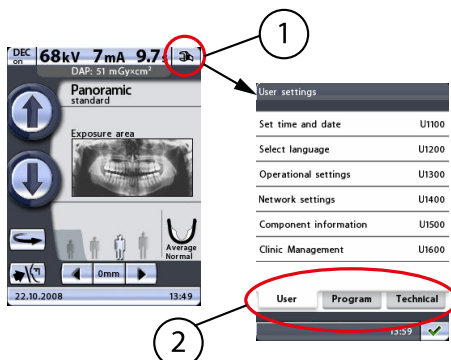 1
DEC on 68kV 7mA 9.7s
DAP: 51 mGy×cm²
Panoramic
standard
Exposure area
Average
Normal
0mm
22.10.2008 13:49
User settings
Set time and date U1100
Select language U1200
Operational settings U1300
Network settings U1400
Component information U1500
Clinic Management U1600
User Program Technical
13:59
2